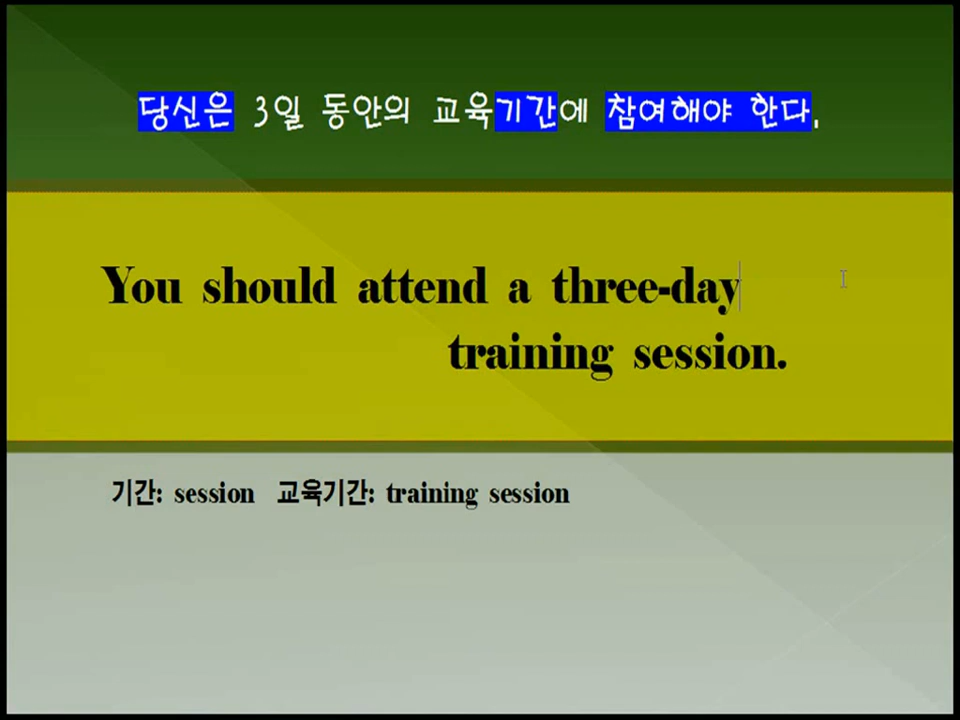 당신은 3일 동안의 교육기간에 참여해야 한다.
You should attend a three-day
training session.
기간: session 교육기간: training session